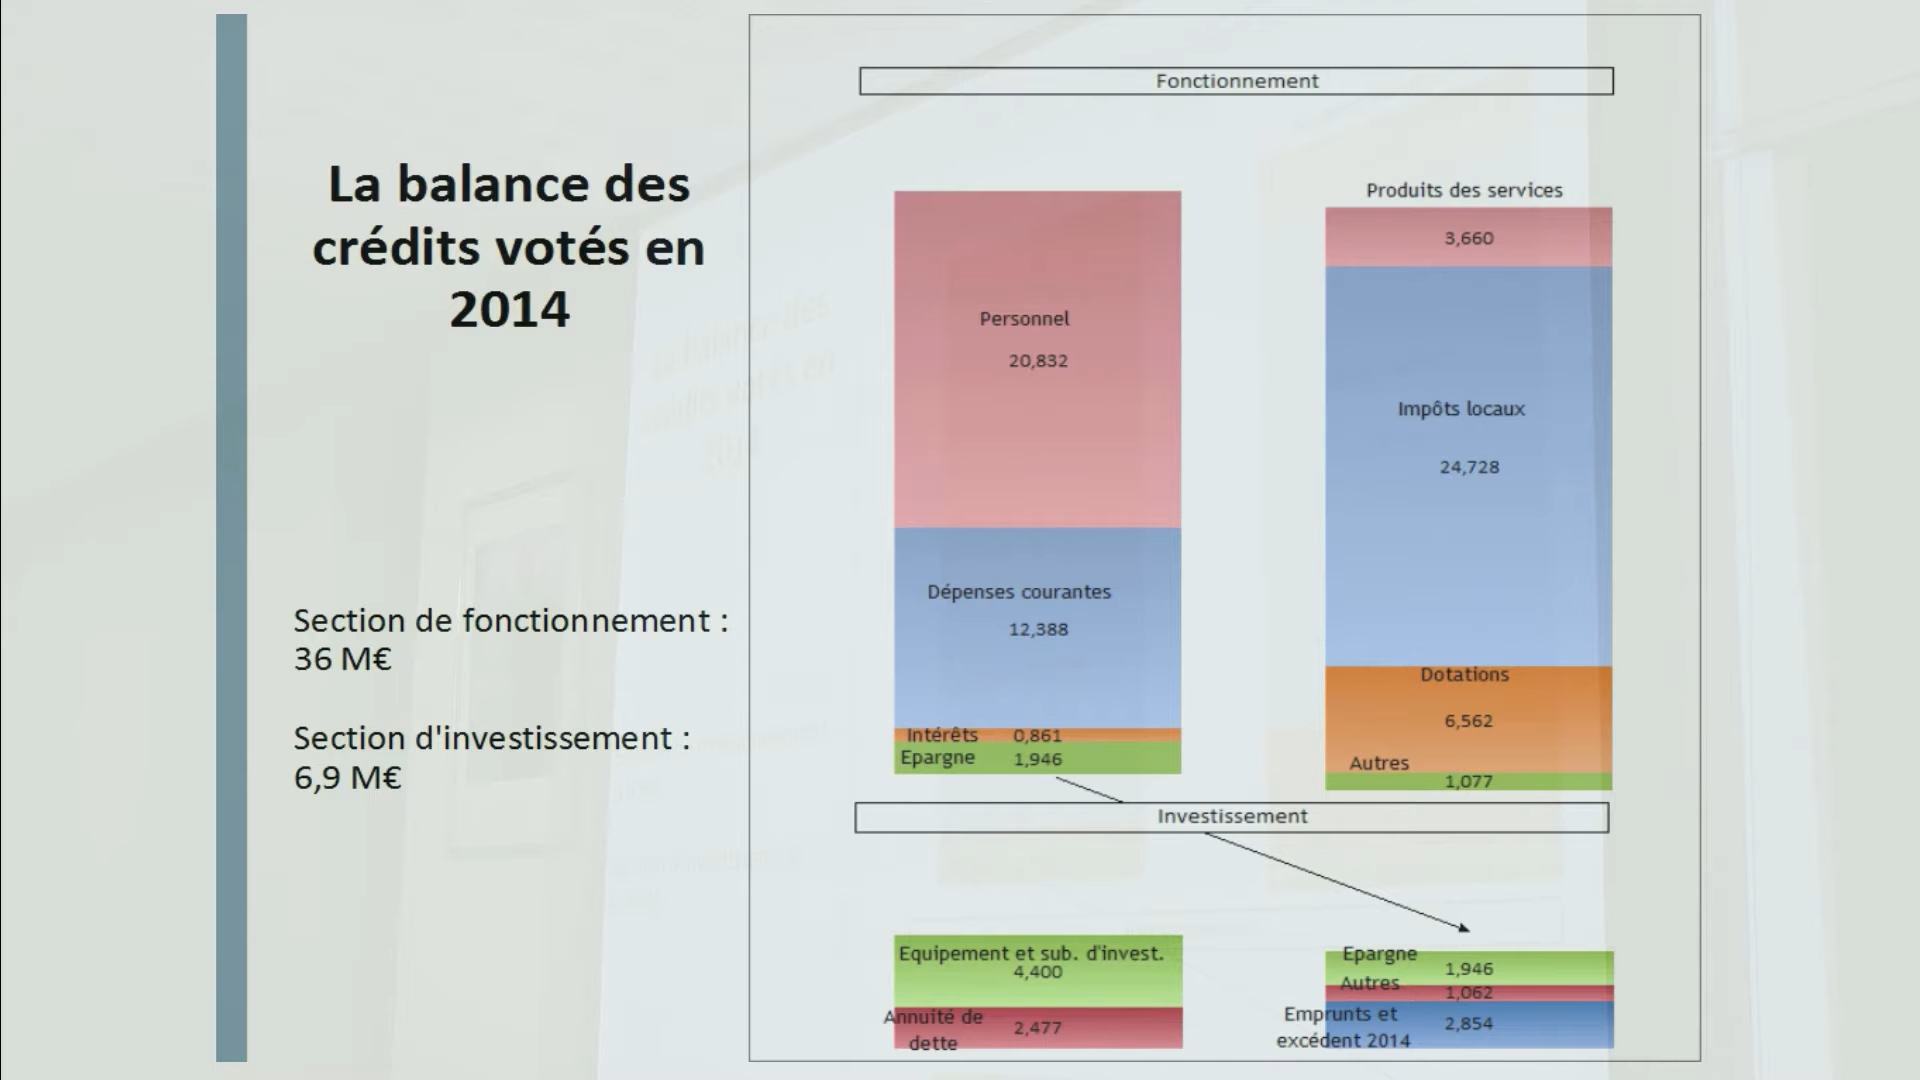 La balance des
crédits votés en
2014
Section de fonctionnement :
36 M€
Section d'investissement :
6,9 M€
Fonctionnement
Personnel
20,832
Dépenses courantes
12,388
Intérêts 0,861
Epargne 1,946
Produits des services
3,660
Impôts locaux
24,728
Dotations
6,562
Autres
1,077
Investissement
Equipement et sub. d'invest.
4,400
Annuité de
dette
2,477
Epargne
1,946
Autres
1,062
Emprunts et
excédent 2014
2,854